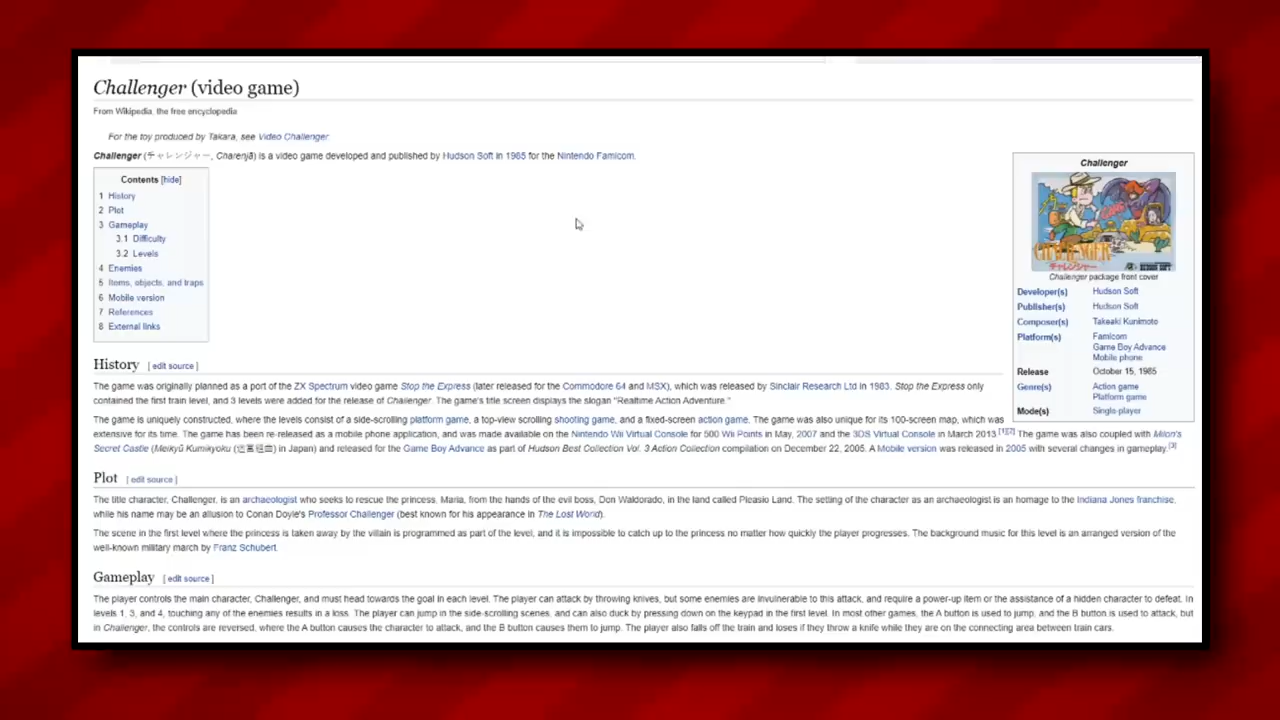 Challenger (video game)
From Wikipedia, the free encyclopedia
For the toy produced by Takara, see Video Challenger.
Challenger (チャレンジャー, Charenjā) is a video game developed and published by Hudson Soft in 1985 for the Nintendo Famicom.
Contents [hide]
1 History
2 Plot
3 Gameplay
3.1 Difficulty
3.2 Levels
4 Enemies
5 Items, objects, and traps
6 Mobile version
7 References
8 External links
Challenger
CHALLENGER
チャレンジャー
HUDSON SOFT
Challenger package front cover
Developer(s) Hudson Soft
Publisher(s) Hudson Soft
Composer(s) Takeaki Kunimoto
Platform(s) Famicom
Game Boy Advance
Mobile phone
Release October 15, 1985
Genre(s) Action game
Platform game
Mode(s) Single-player
History [ edit source ]
The game was originally planned as a port of the ZX Spectrum video game Stop the Express (later released for the Commodore 64 and MSX), which was released by Sinclair Research Ltd in 1983. Stop the Express only
contained the first train level, and 3 levels were added for the release of Challenger. The game's title screen displays the slogan "Realtime Action Adventure."
The game is uniquely constructed, where the levels consist of a side-scrolling platform game, a top-view scrolling shooting game, and a fixed-screen action game. The game was also unique for its 100-screen map, which was
extensive for its time. The game has been re-released as a mobile phone application, and was made available on the Nintendo Wii Virtual Console for 500 Wii Points in May, 2007 and the 3DS Virtual Console in March 2013.[1][2] The game was also coupled with Milon's
Secret Castle (Meikyū Kumikyoku (迷宮組曲) in Japan) and released for the Game Boy Advance as part of Hudson Best Collection Vol. 3 Action Collection compilation on December 22, 2005. A Mobile version was released in 2005 with several changes in gameplay.[3]
Plot [ edit source ]
The title character, Challenger, is an archaeologist who seeks to rescue the princess, Maria, from the hands of the evil boss, Don Waldorado, in the land called Pleasio Land. The setting of the character as an archaeologist is an homage to the Indiana Jones franchise,
while his name may be an allusion to Conan Doyle's Professor Challenger (best known for his appearance in The Lost World).
The scene in the first level where the princess is taken away by the villain is programmed as part of the level, and it is impossible to catch up to the princess no matter how quickly the player progresses. The background music for this level is an arranged version of the
well-known military march by Franz Schubert.
Gameplay [ edit source ]
The player controls the main character, Challenger, and must head towards the goal in each level. The player can attack by throwing knives, but some enemies are invulnerable to this attack, and require a power-up item or the assistance of a hidden character to defeat. In
levels 1, 3, and 4, touching any of the enemies results in a loss. The player can jump in the side-scrolling scenes, and can also duck by pressing down on the keypad in the first level. In most other games, the A button is used to jump, and the B button is used to attack, but
in Challenger, the controls are reversed, where the A button causes the character to attack, and the B button causes them to jump. The player also falls off the train and loses if they throw a knife while they are on the connecting area between train cars.